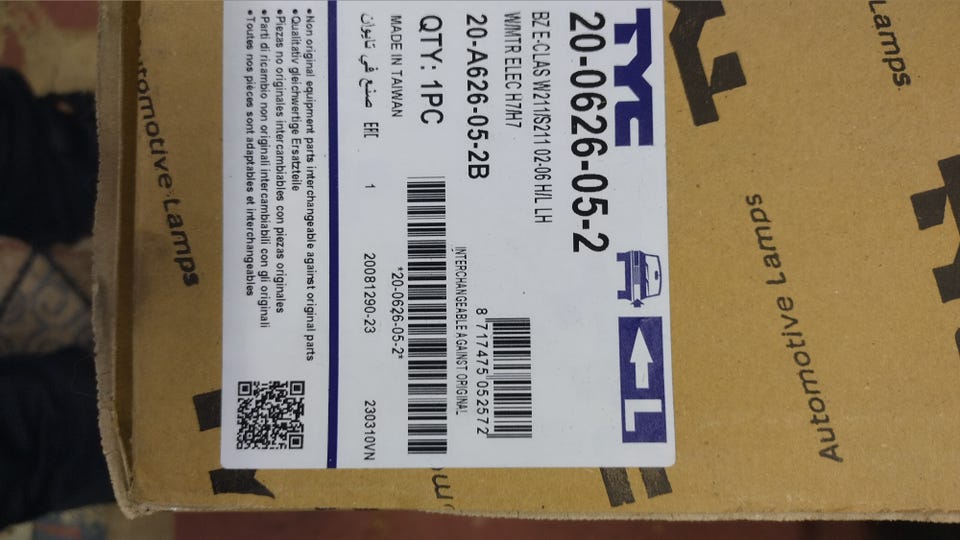 TYC
L
20-0626-05-2
BZ E-CLAS W211/S211 02-06 H/L LH
W/MTR ELEC H7/H7
8 717475 052572
20-A626-05-2B
INTERCHANGEABLE AGAINST ORIGINAL
QTY: 1PC
*20-0626-05-2*
MADE IN TAIWAN
صنع في تايوان EAC 1 20081290-23 230310VN
•Non original equipment parts interchangeable against original parts
•Qualitativ gleichwertige Ersatzteile
•Piezas no originales intercambiables con piezas originales
•Parti di ricambio non originali intercambiabili con gli originali
•Toutes nos pièces sont adaptables et interchangeables
Lamps
Automotive Lamps
utomotive Lamps